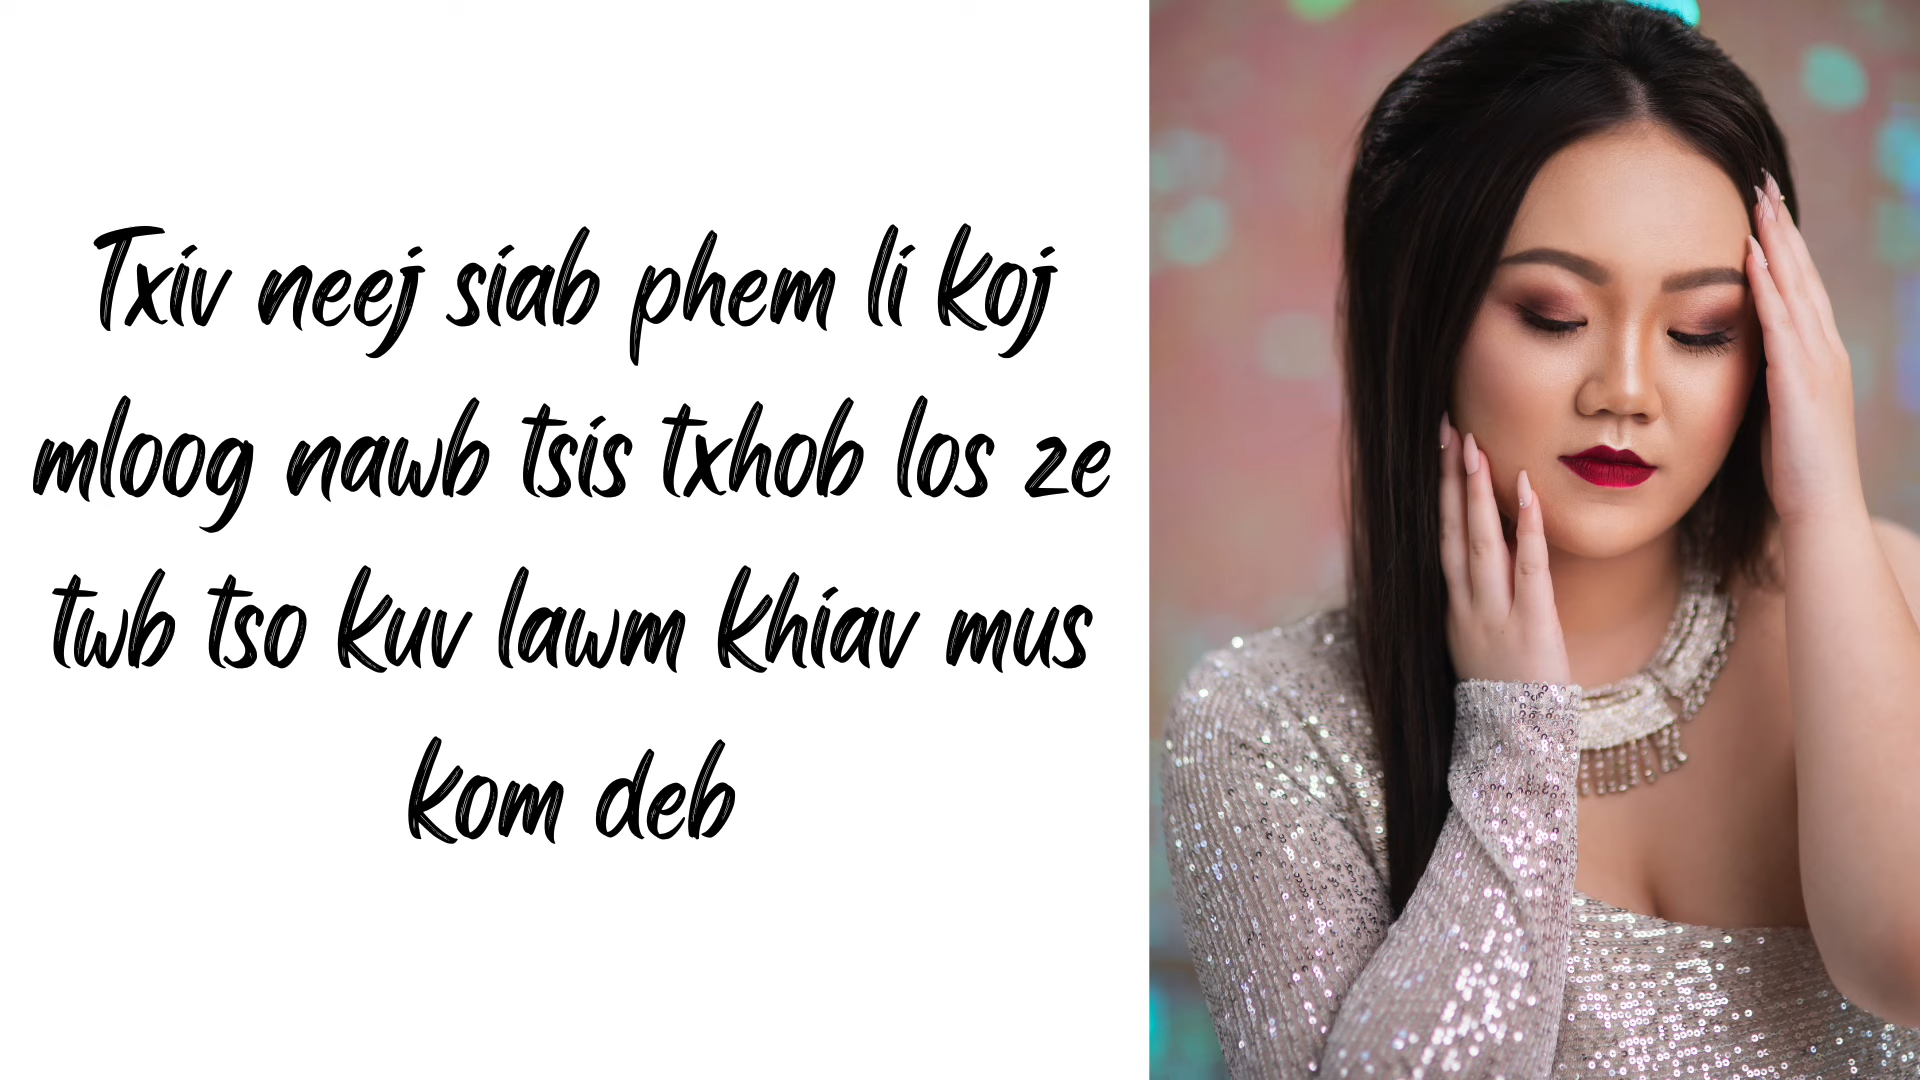 Txiv neej siab phem li koj
mloog nawb tsis txhob los ze
twb tso kuv lawm khiav mus
kom deb